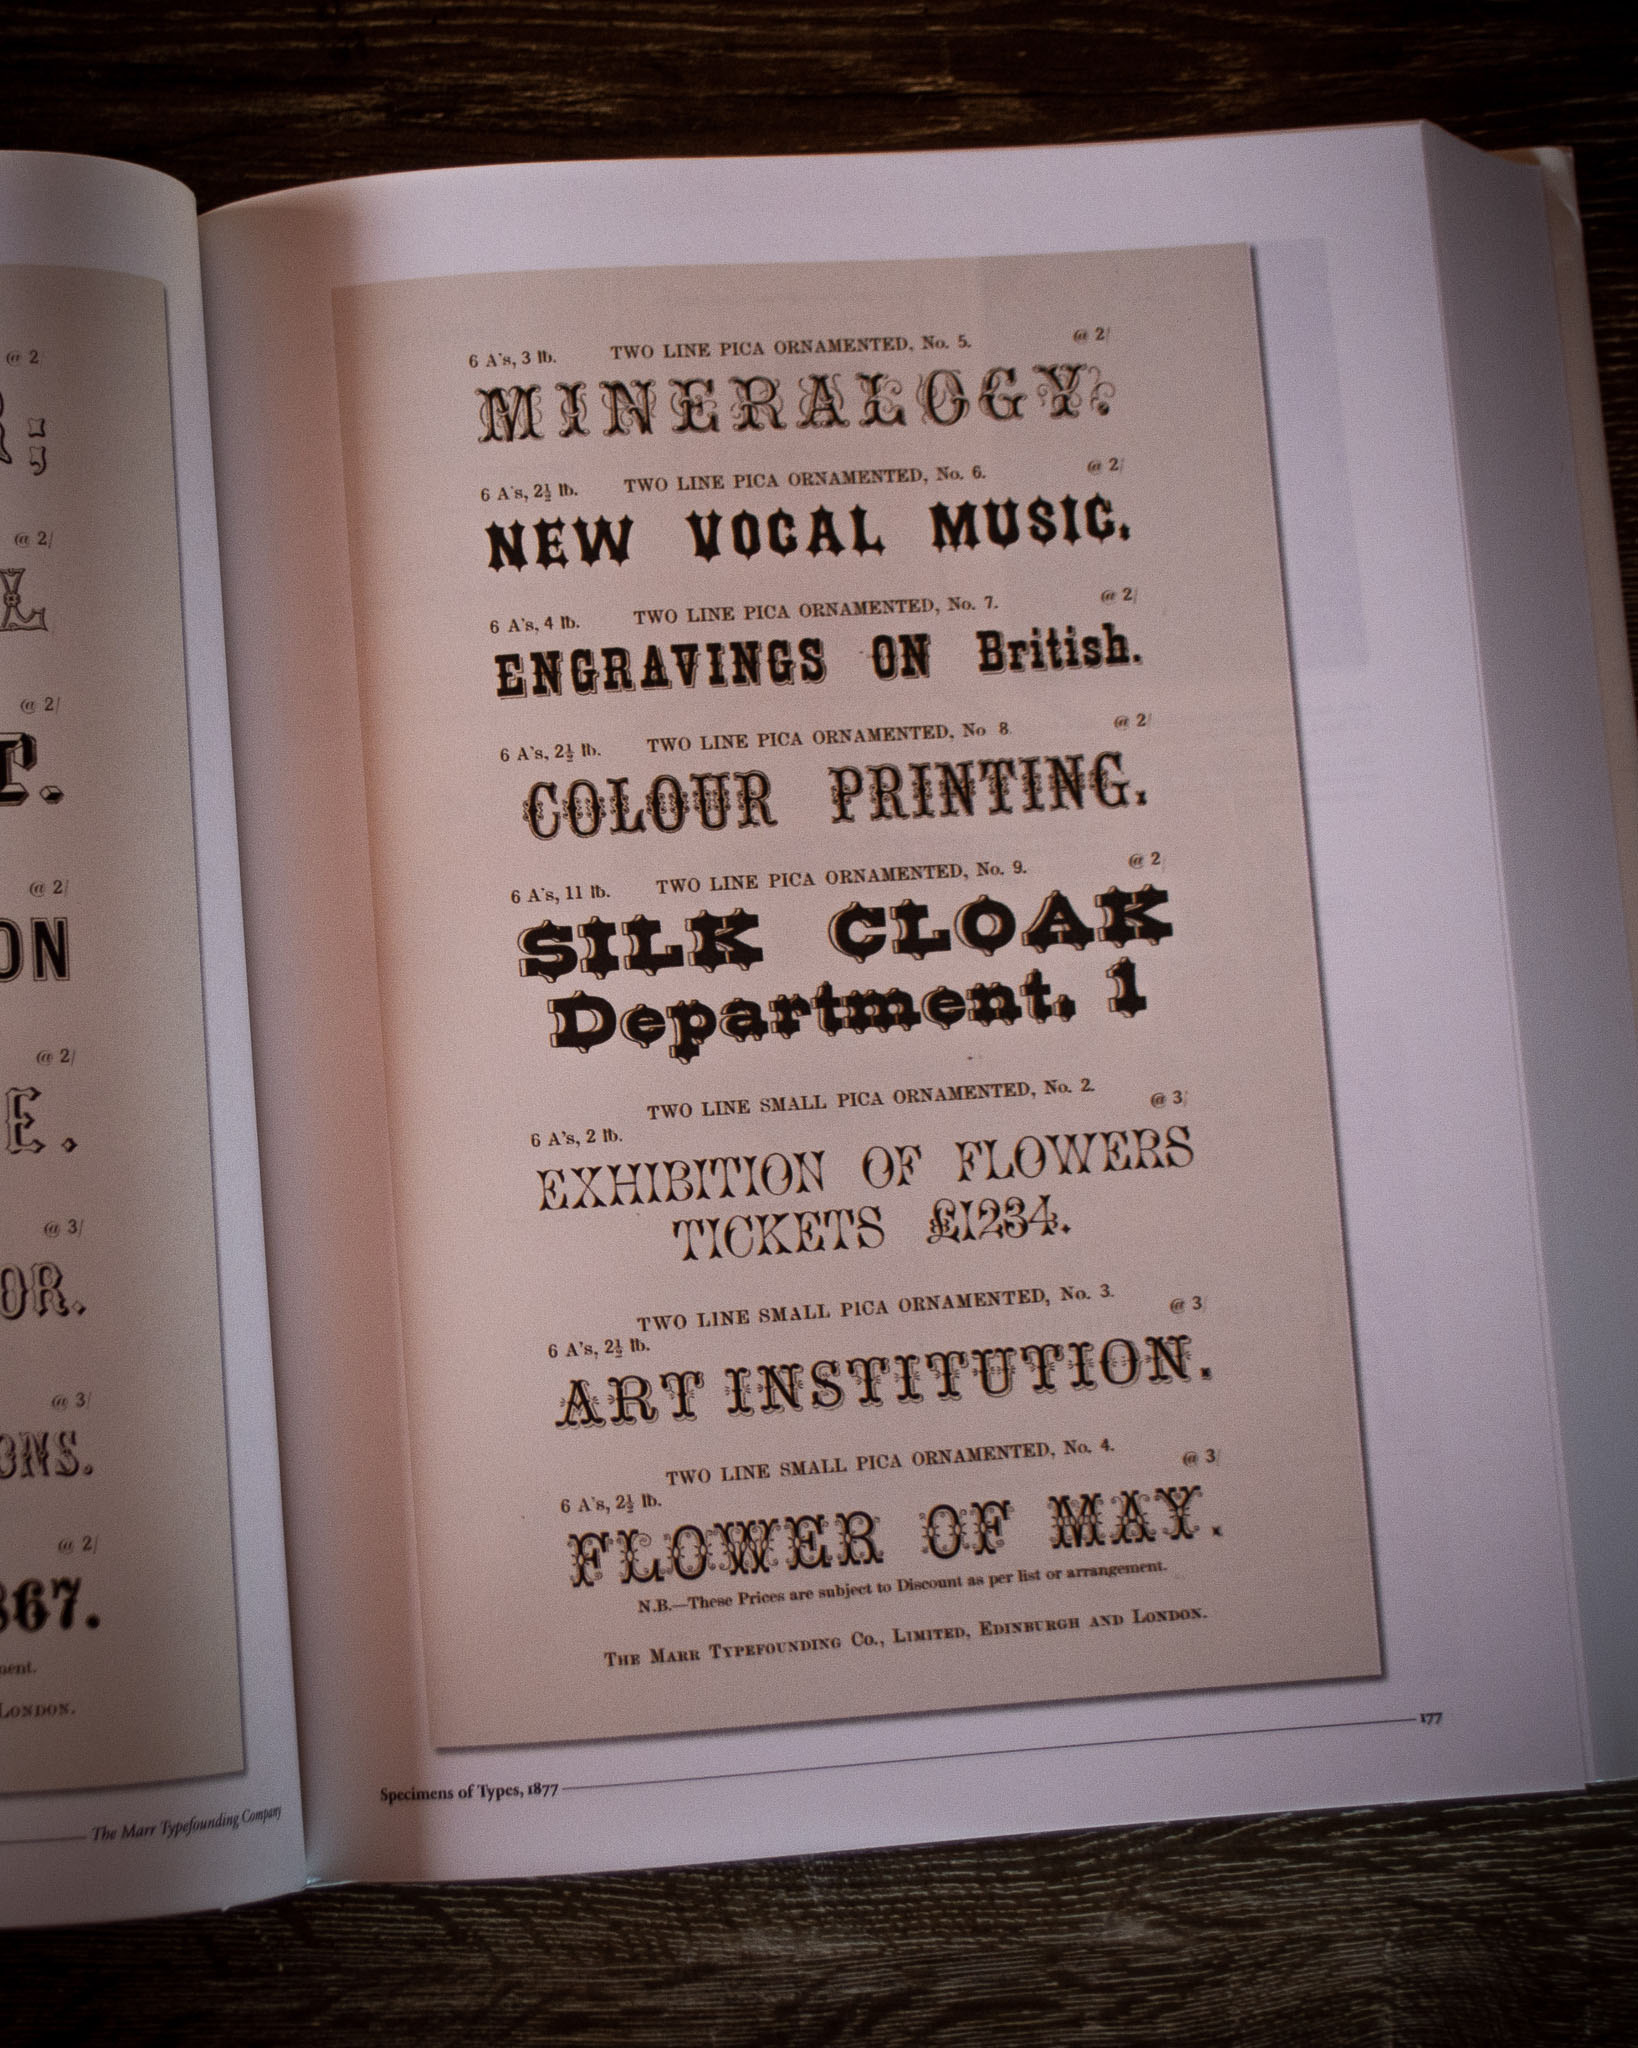 @ 2
;
@ 2/
L
@ 2/
T.
@ 2/
ON
@ 2/
E.
@ 3/
OR.
@ 3/
ONS.
@ 2/
867.
ment.
LONDON.
The Marr Typefounding Company
6 A's, 3 lb. TWO LINE PICA ORNAMENTED, No. 5. @ 2/
MINERALOGY.
6 A's, 2½ lb. TWO LINE PICA ORNAMENTED, No. 6. @ 2/
NEW VOCAL MUSIC.
6 A's, 4 lb. TWO LINE PICA ORNAMENTED, No. 7. @ 2/
ENGRAVINGS ON British.
6 A's, 2½ lb. TWO LINE PICA ORNAMENTED, No 8. @ 2/
COLOUR PRINTING.
6 A's, 11 lb. TWO LINE PICA ORNAMENTED, No. 9. @ 2/
SILK CLOAK
Department. 1
TWO LINE SMALL PICA ORNAMENTED, No. 2.
6 A's, 2 lb. @ 3/
EXHIBITION OF FLOWERS
TICKETS £1234.
TWO LINE SMALL PICA ORNAMENTED, No. 3.
6 A's, 2½ lb. @ 3/
ART INSTITUTION.
TWO LINE SMALL PICA ORNAMENTED, No. 4.
6 A's, 2½ lb. @ 3/
FLOWER OF MAY.
N.B.—These Prices are subject to Discount as per list or arrangement.
THE MARR TYPEFOUNDING CO., LIMITED, EDINBURGH AND LONDON.
Specimens of Types, 1877
177